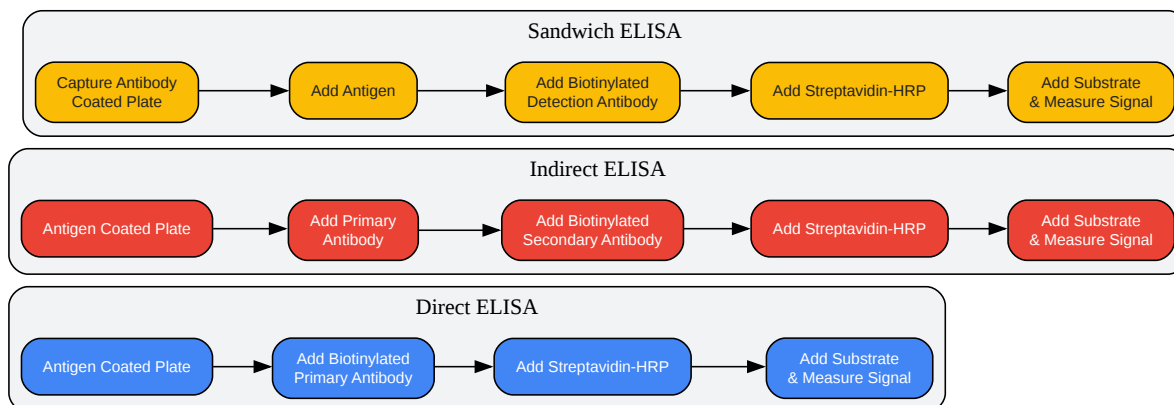 Sandwich ELISA
Capture Antibody
Coated Plate
Add Antigen
Add Biotinylated
Detection Antibody
Add Streptavidin-HRP
Add Substrate
& Measure Signal
Indirect ELISA
Antigen Coated Plate
Add Primary
Antibody
Add Biotinylated
Secondary Antibody
Add Streptavidin-HRP
Add Substrate
& Measure Signal
Direct ELISA
Antigen Coated Plate
Add Biotinylated
Primary Antibody
Add Streptavidin-HRP
Add Substrate
& Measure Signal